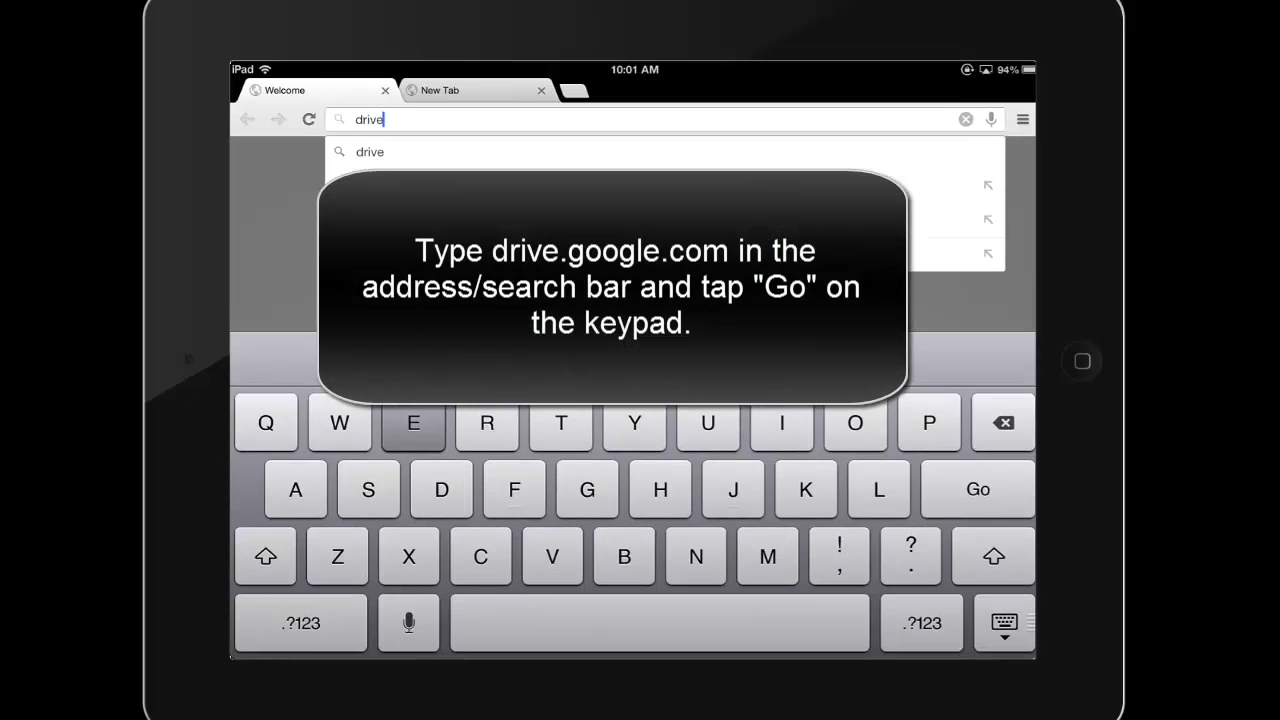 iPad 10:01 AM 94%
Welcome New Tab
drive
drive
Type drive.google.com in the
address/search bar and tap "Go" on
the keypad.
Q W E R T Y U I O P
A S D F G H J K L Go
Z X C V B N M ! , ? .
.?123 .?123